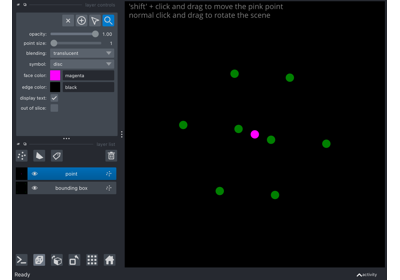 layer controls
'shift' + click and drag to move the pink point
normal click and drag to rotate the scene
opacity: 1.00
point size: 1
blending: translucent
symbol: disc
face color: magenta
edge color: black
display text:
out of slice:
layer list
point
bounding box
Ready
activity